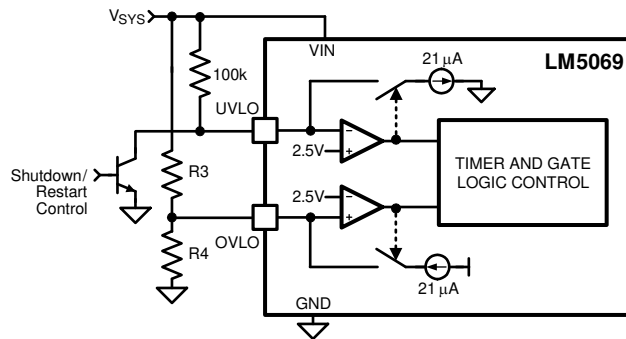 VSYS
VIN
LM5069
100k
21 µA
UVLO
2.5V
Shutdown/
Restart
Control
R3
TIMER AND GATE
LOGIC CONTROL
2.5V
OVLO
R4
21 µA
GND